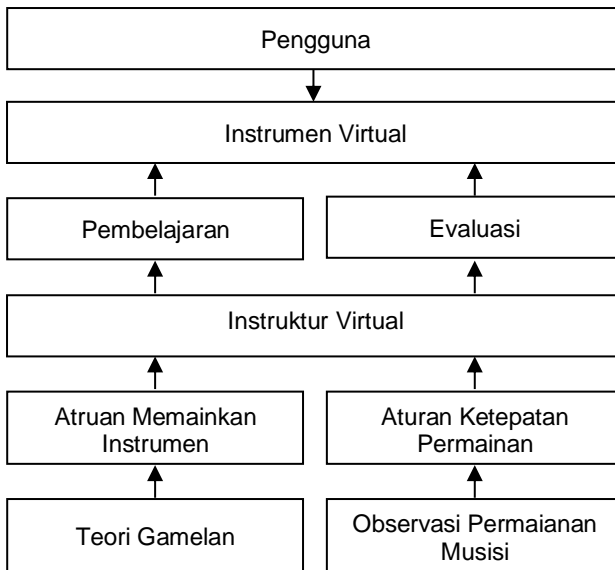 Pengguna
Instrumen Virtual
Pembelajaran
Evaluasi
Instruktur Virtual
Atruan Memainkan
Instrumen
Aturan Ketepatan
Permainan
Teori Gamelan
Observasi Permaianan
Musisi